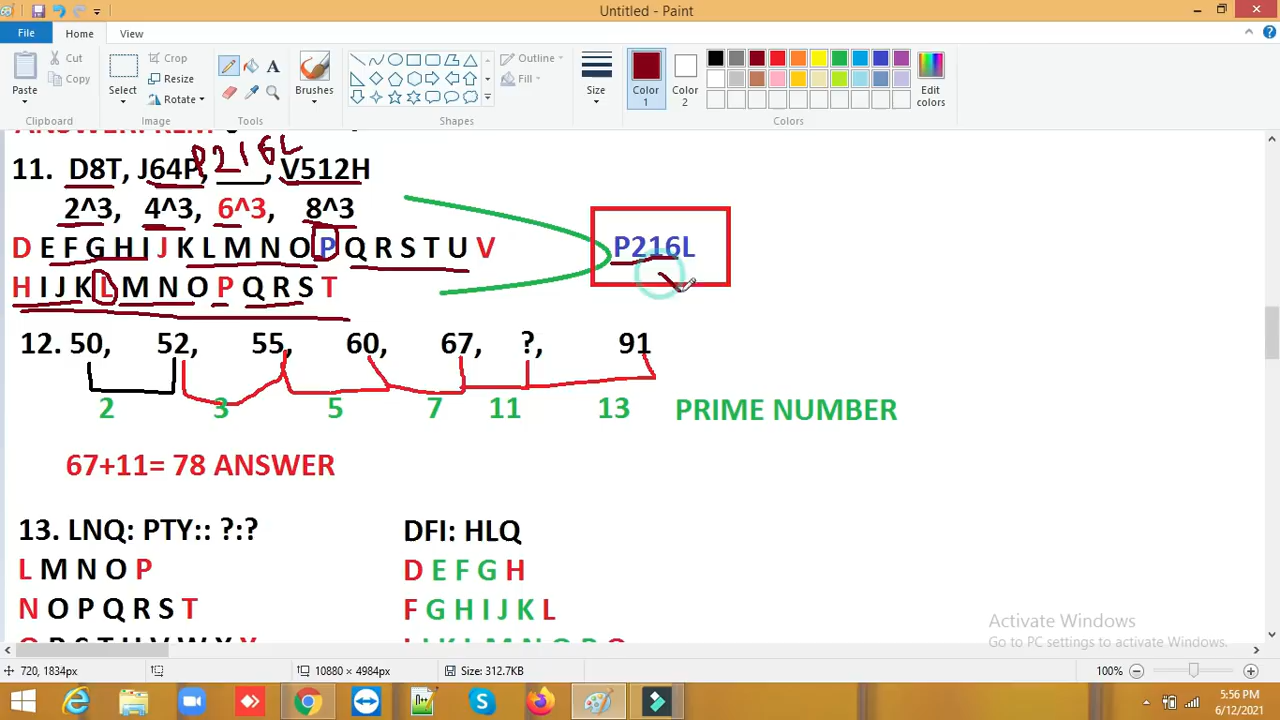 Untitled - Paint
File Home View
Paste
Cut
Copy
Clipboard
Select
Crop
Resize
Rotate
Image
Tools
Brushes
Outline
Fill
Shapes
Size
Color 1
Color 2
Edit colors
Colors
P216L
11. D8T, J64P, ___, V512H
2^3, 4^3, 6^3, 8^3
D E F G H I J K L M N O P Q R S T U V
P216L
H I J K L M N O P Q R S T
12. 50, 52, 55, 60, 67, ?, 91
2 3 5 7 11 13 PRIME NUMBER
67+11= 78 ANSWER
13. LNQ: PTY:: ?:? DFI: HLQ
L M N O P D E F G H
N O P Q R S T F G H I J K L
Activate Windows
Go to PC settings to activate Windows.
720, 1834px
10880 × 4984px
Size: 312.7KB
100%
5:56 PM
6/12/2021